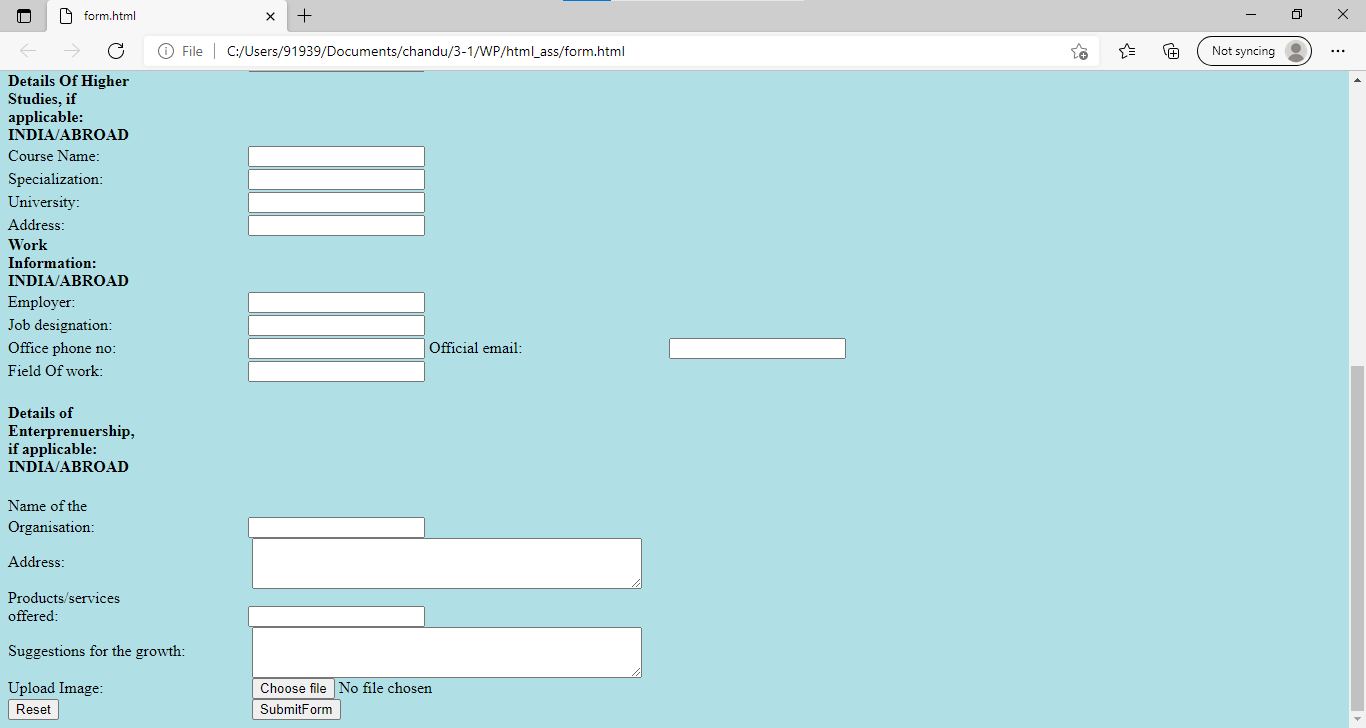 form.html
File
C:/Users/91939/Documents/chandu/3-1/WP/html_ass/form.html
Not syncing
Details Of Higher
Studies, if
applicable:
INDIA/ABROAD
Course Name:
Specialization:
University:
Address:
Work
Information:
INDIA/ABROAD
Employer:
Job designation:
Office phone no: Official email:
Field Of work:
Details of
Enterprenuership,
if applicable:
INDIA/ABROAD
Name of the
Organisation:
Address:
Products/services
offered:
Suggestions for the growth:
Upload Image: Choose file No file chosen
Reset SubmitForm